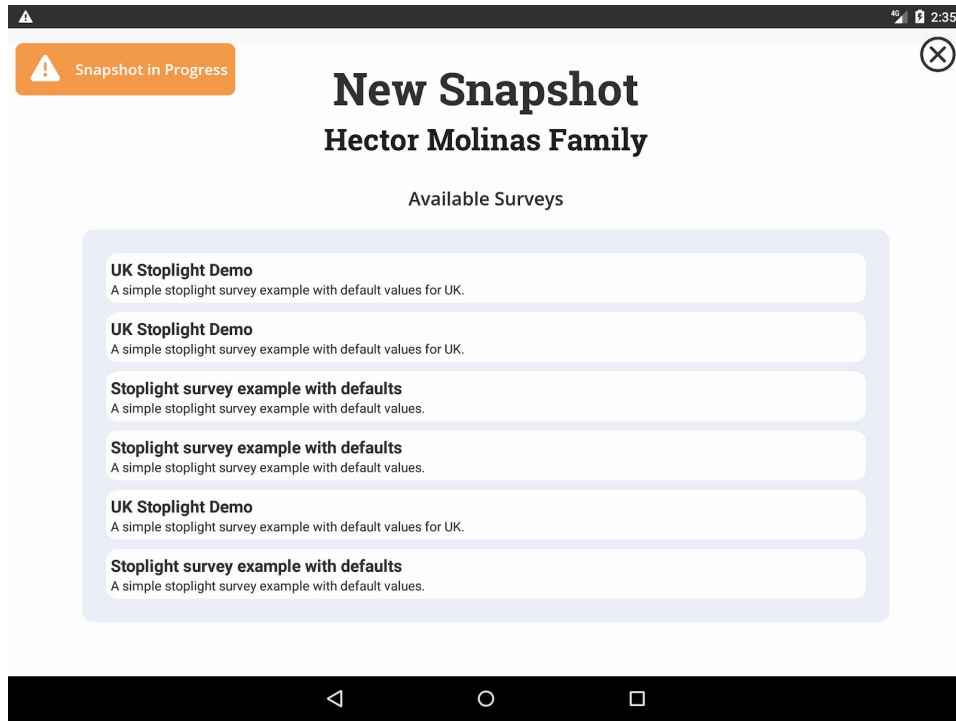 4G 2:35
Snapshot in Progress
New Snapshot
Hector Molinas Family
Available Surveys
UK Stoplight Demo
A simple stoplight survey example with default values for UK.
UK Stoplight Demo
A simple stoplight survey example with default values for UK.
Stoplight survey example with defaults
A simple stoplight survey example with default values.
Stoplight survey example with defaults
A simple stoplight survey example with default values.
UK Stoplight Demo
A simple stoplight survey example with default values for UK.
Stoplight survey example with defaults
A simple stoplight survey example with default values.